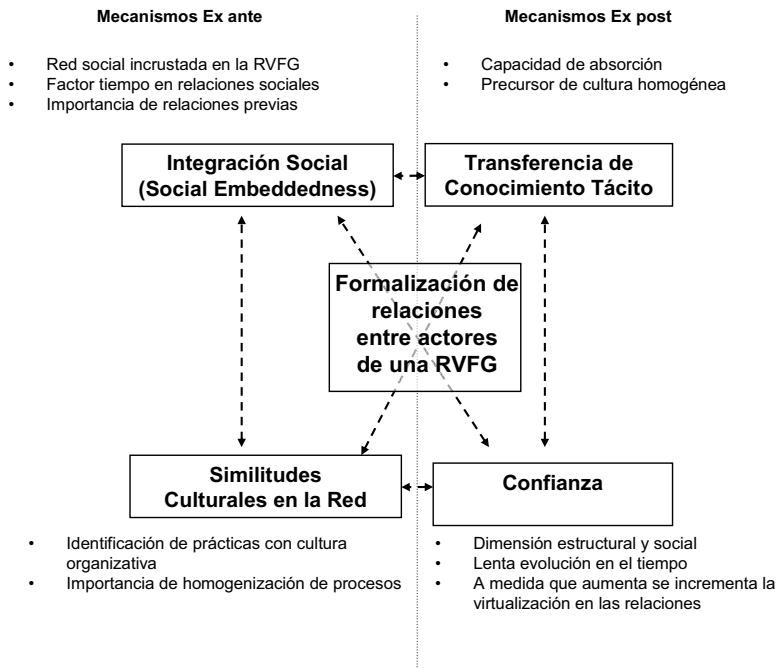 Mecanismos Ex ante
• Red social incrustada en la RVFG
• Factor tiempo en relaciones sociales
• Importancia de relaciones previas
Mecanismos Ex post
• Capacidad de absorción
• Precursor de cultura homogénea
Integración Social
(Social Embeddedness)
Transferencia de
Conocimiento Tácito
Formalización de
relaciones
entre actores
de una RVFG
Similitudes
Culturales en la Red
Confianza
• Identificación de prácticas con cultura
organizativa
• Importancia de homogenización de procesos
• Dimensión estructural y social
• Lenta evolución en el tiempo
• A medida que aumenta se incrementa la
virtualización en las relaciones